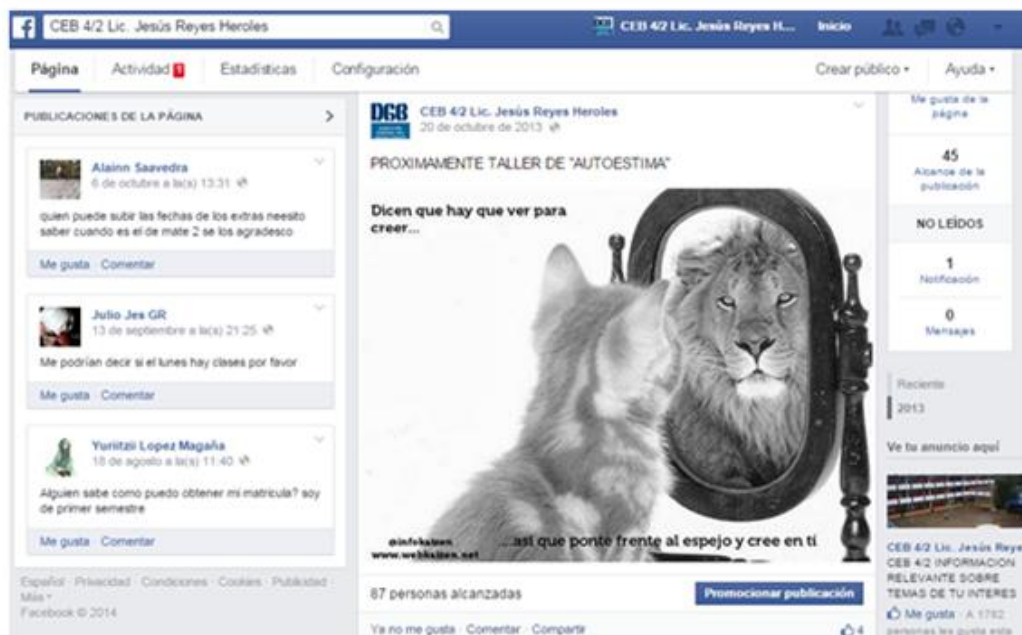 CEB 4/2 Lic. Jesús Reyes Heroles
CEB 4/2 Lic. Jesús Reyes H...
Inicio
Página
Actividad 1
Estadísticas
Configuración
Crear público
Ayuda
PUBLICACIONES DE LA PÁGINA
Alainn Saavedra
6 de octubre a la(s) 13:31
quien puede subir las fechas de los extras neesito
saber cuando es el de mate 2 se los agradesco
Me gusta · Comentar
Julio Jes GR
13 de septiembre a la(s) 21:25
Me podrían decir si el lunes hay clases por favor
Me gusta · Comentar
Yuriitzii Lopez Magaña
18 de agosto a la(s) 11:40
Alguien sabe como puedo obtener mi matricula? soy
de primer semestre
Me gusta · Comentar
Español · Privacidad · Condiciones · Cookies · Publicidad ·
Más
Facebook © 2014
DGB
CEB 4/2 Lic. Jesús Reyes Heroles
20 de octubre de 2013
PROXIMAMENTE TALLER DE "AUTOESTIMA"
Dicen que hay que ver para
creer...
@infokaizen
www.webkaizen.net
...así que ponte frente al espejo y cree en tí
87 personas alcanzadas
Promocionar publicación
Ya no me gusta · Comentar · Compartir
4
Me gusta de la
página
45
Alcance de la
publicación
NO LEÍDOS
1
Notificación
0
Mensajes
Reciente
2013
Ve tu anuncio aquí
CEB 4/2 Lic. Jesús Reye
CEB 4/2 INFORMACION
RELEVANTE SOBRE
TEMAS DE TU INTERES
Me gusta · A 1762
personas les gusta esta